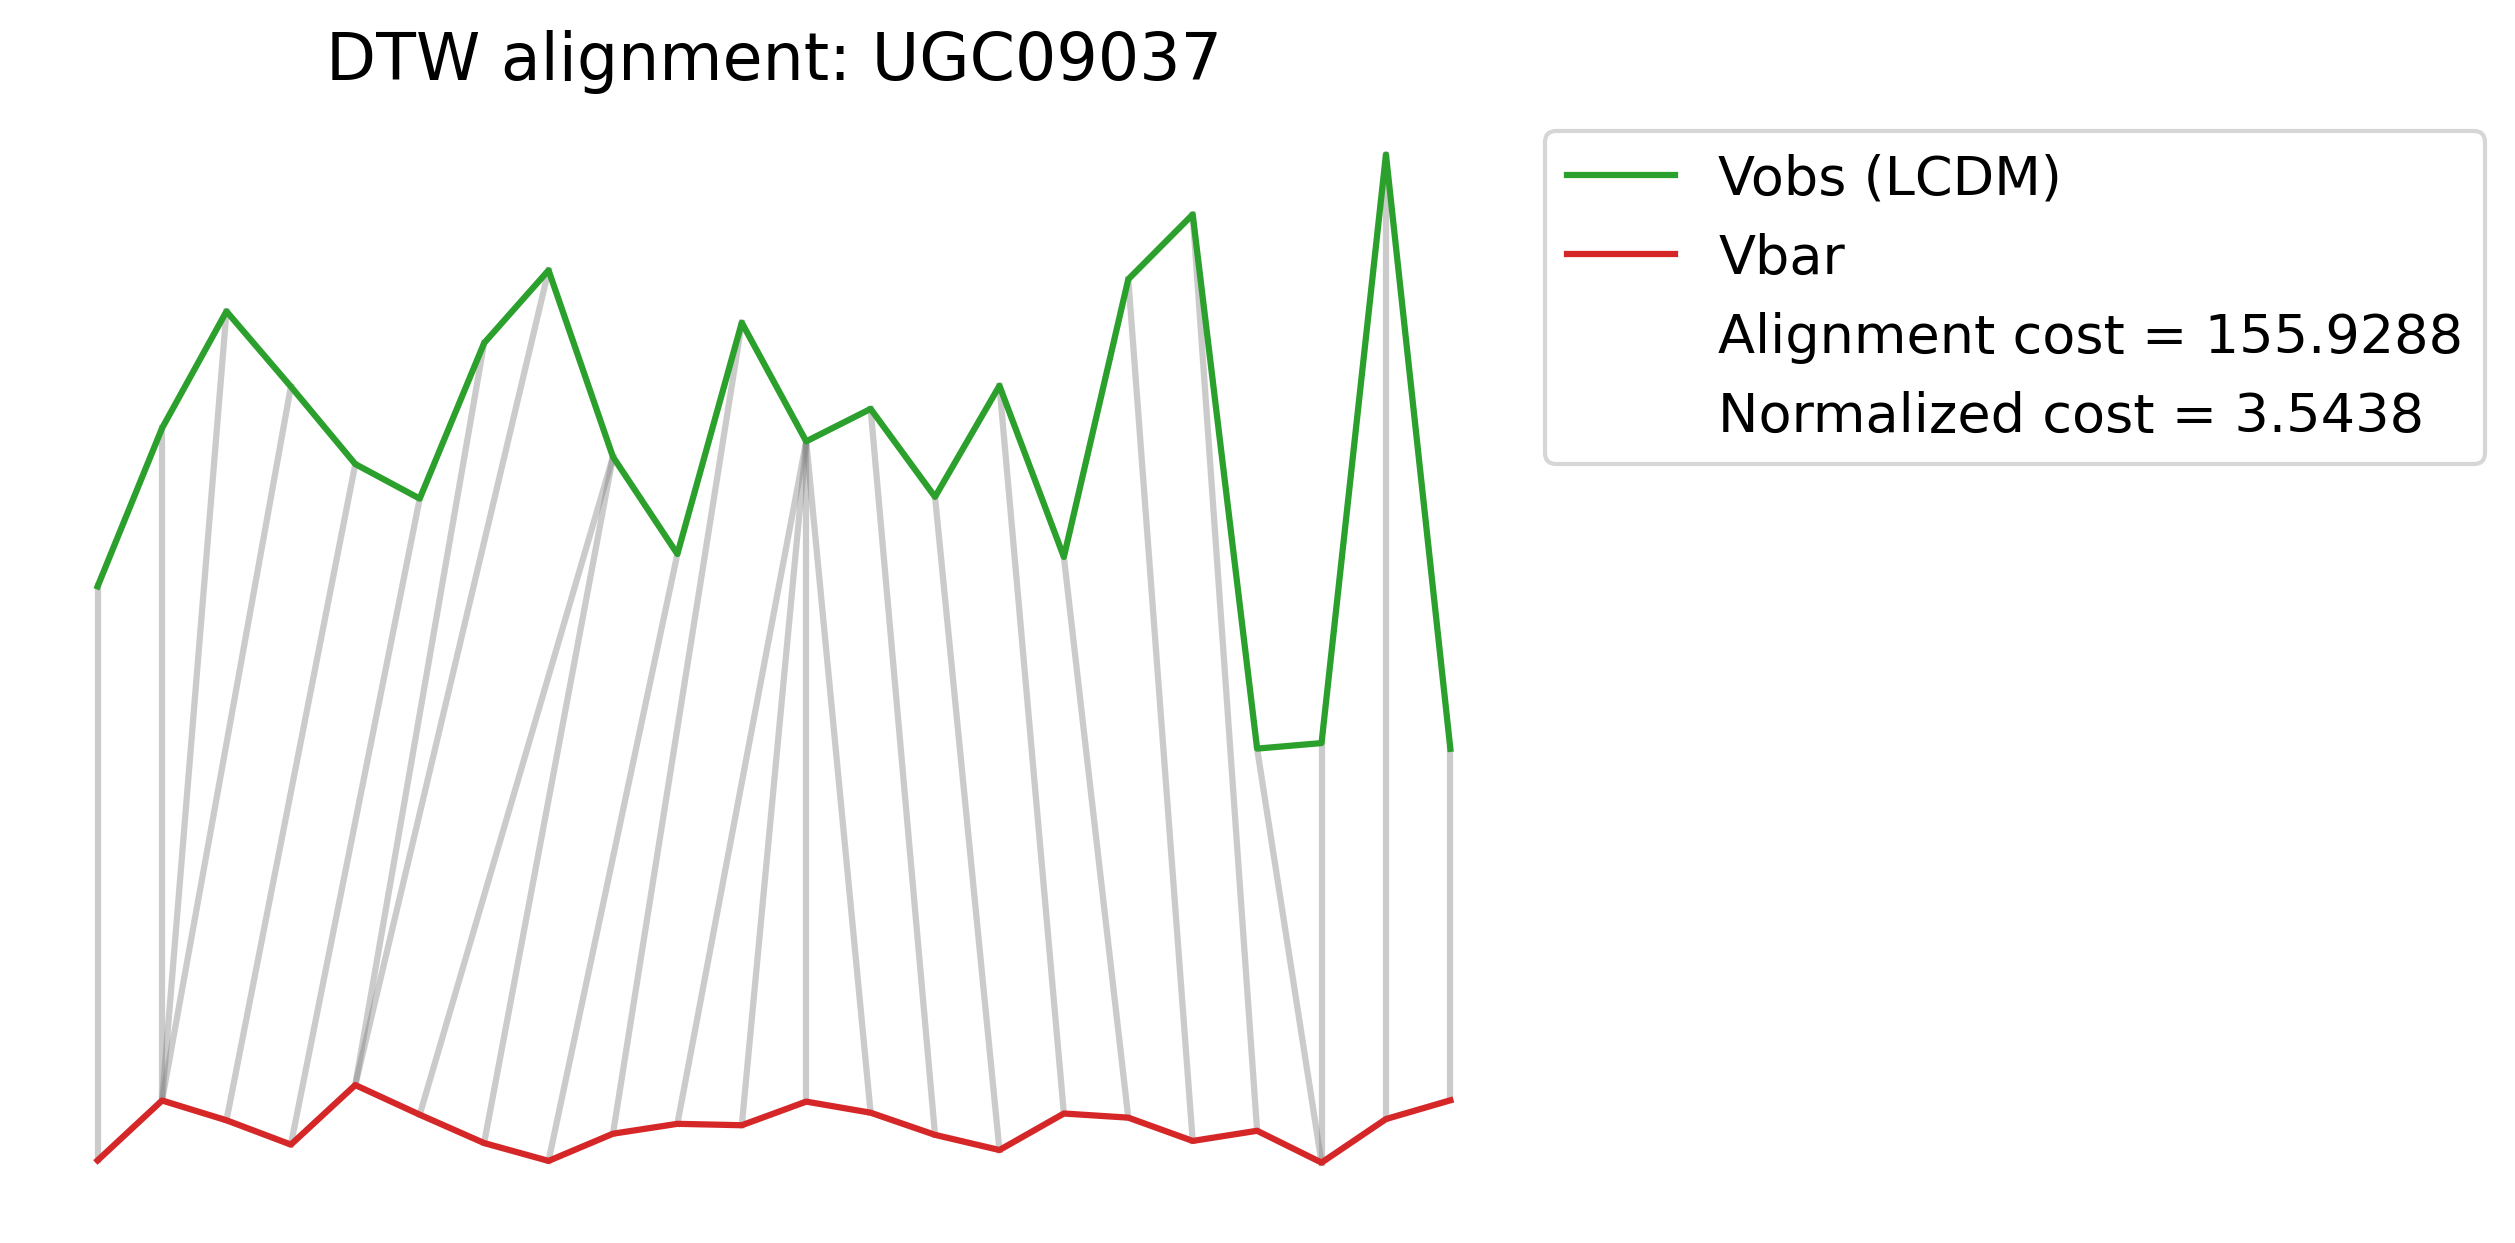 DTW alignment: UGC09037
Vobs (LCDM)
Vbar
Alignment cost = 155.9288
Normalized cost = 3.5438